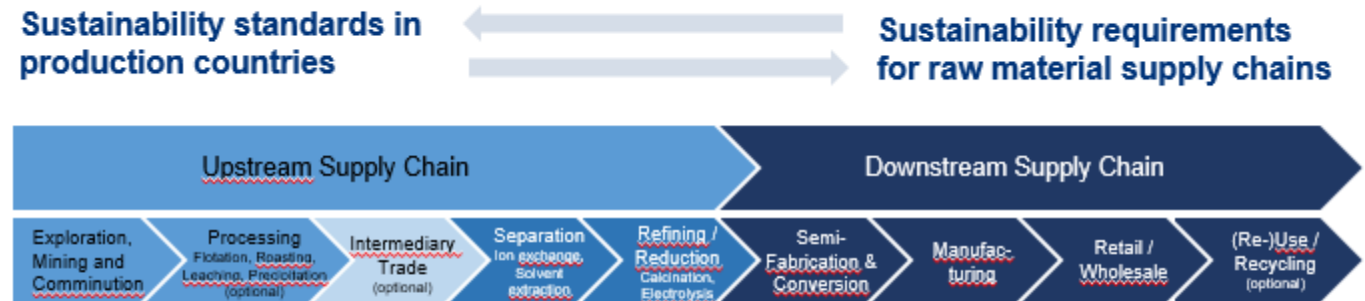 Sustainability standards in
production countries
Sustainability requirements
for raw material supply chains
Upstream Supply Chain
Downstream Supply Chain
Exploration,
Mining and
Comminution
Processing
Flotation, Roasting,
Leaching, Precipitation
(optional)
Intermediary
Trade
(optional)
Separation
Ion exchange,
Solvent
extraction
Refining /
Reduction
Calcination,
Electrolysis
Semi-
Fabrication &
Conversion
Manufac-
turing
Retail /
Wholesale
(Re-)Use /
Recycling
(optional)